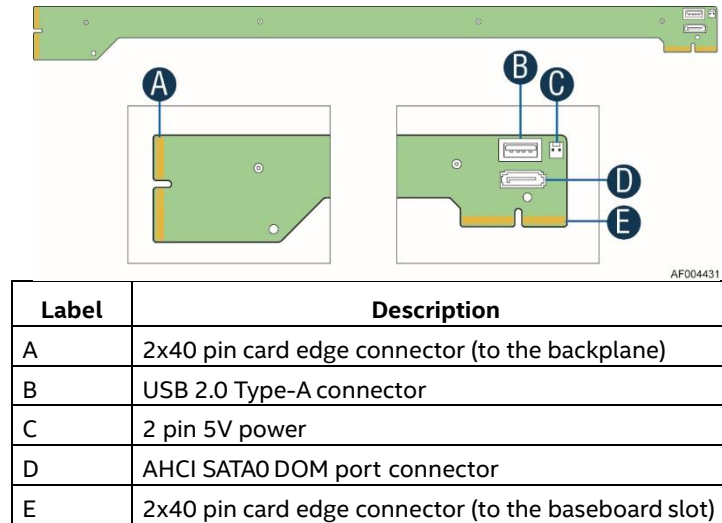 A
B
C
D
E
AF004431
Label Description
A 2x40 pin card edge connector (to the backplane)
B USB 2.0 Type-A connector
C 2 pin 5V power
D AHCI SATA0 DOM port connector
E 2x40 pin card edge connector (to the baseboard slot)